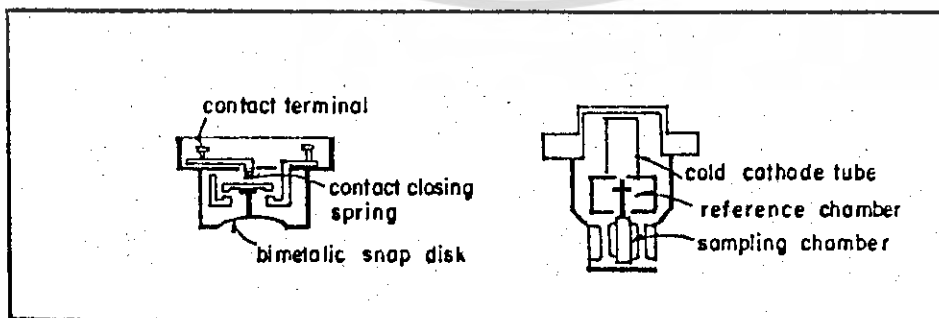 contact terminal
contact closing
spring
bimetalic snap disk
cold cathode tube
reference chamber
sampling chamber